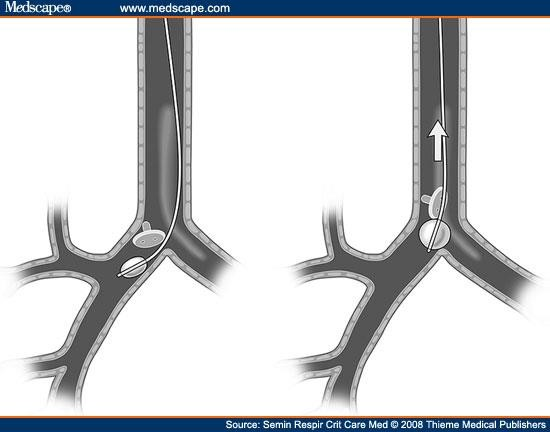 Medscape® www.medscape.com
Source: Semin Respir Crit Care Med © 2008 Thieme Medical Publishers